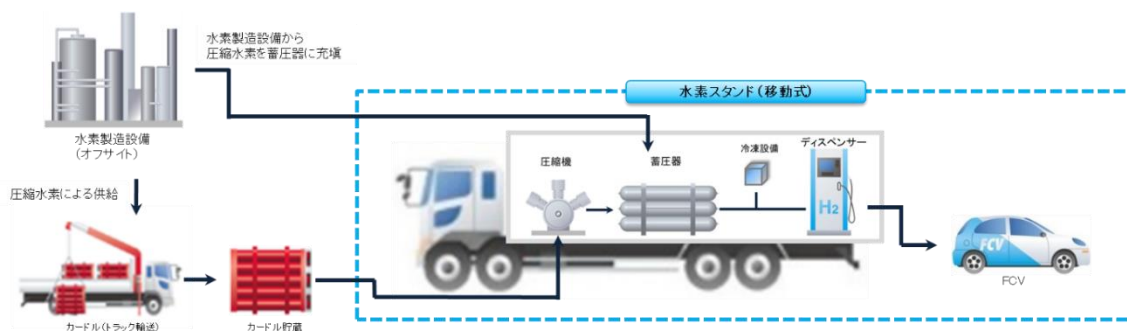 水素製造設備から
圧縮水素を蓄圧器に充填
水素スタンド(移動式)
水素製造設備
(オフサイト)
圧縮水素による供給
圧縮機
蓄圧器
冷凍設備
ディスペンサー
H2
FCV
FCV
カードル(トラック輸送)
カードル貯蔵